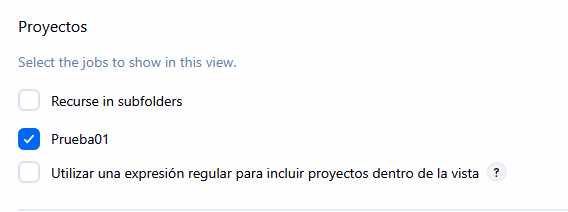 Proyectos
Select the jobs to show in this view.
Recurse in subfolders
Prueba01
Utilizar una expresión regular para incluir proyectos dentro de la vista ?